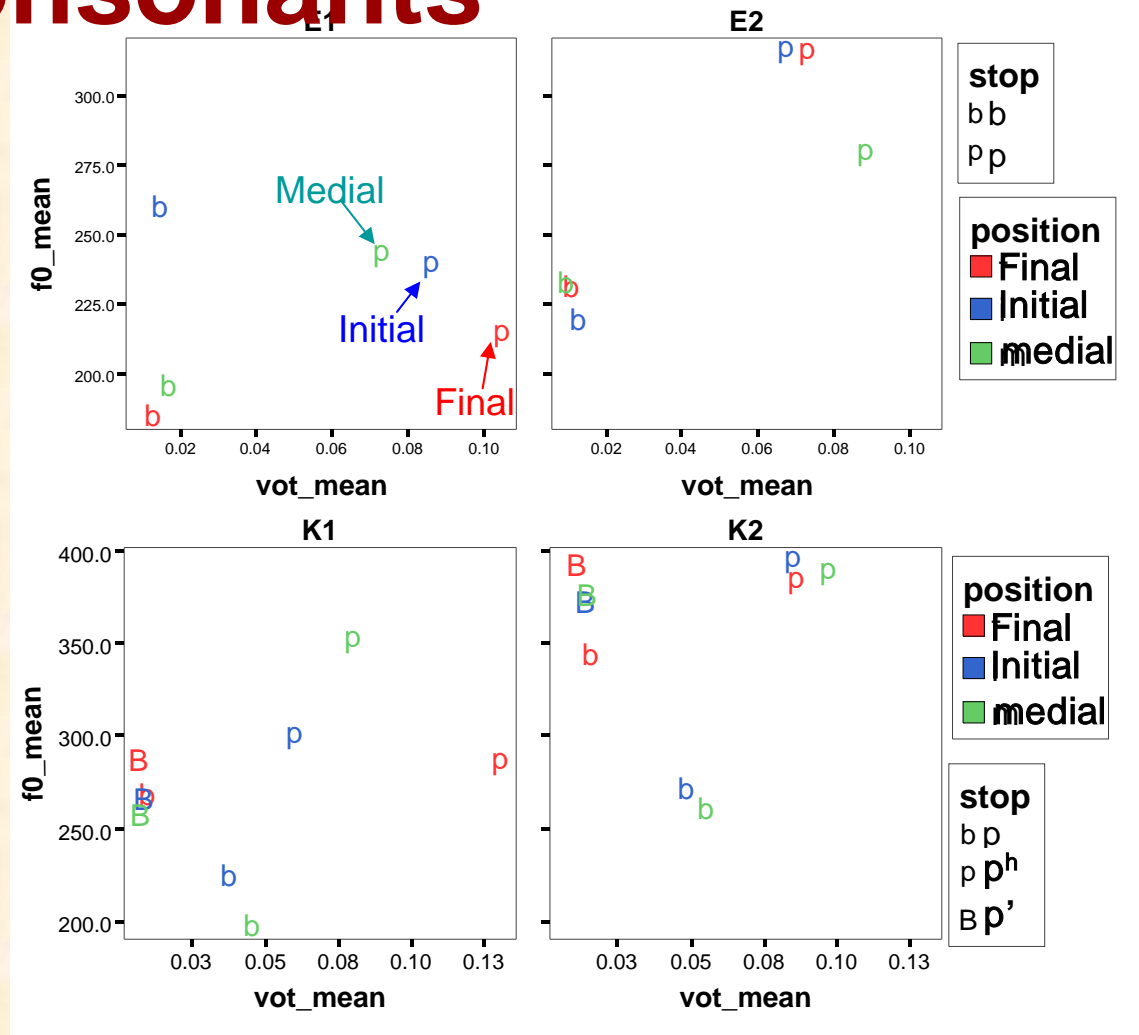 onsonants
E1
E2
300.0
275.0
250.0
225.0
200.0
f0_mean
b
b
b
p
p
p
Medial
Initial
Final
0.02
0.04
0.06
0.08
0.10
vot_mean
p p
p
b b
b
0.02
0.04
0.06
0.08
0.10
vot_mean
stop
b b
p p
position
Final
Initial
medial
K1
K2
400.0
350.0
300.0
250.0
200.0
f0_mean
p
p
p
B
B b
B
b
b
0.03
0.05
0.08
0.10
0.13
vot_mean
B
B
B
p
p
p
b
b
b
0.03
0.05
0.08
0.10
0.13
vot_mean
position
Final
Initial
medial
stop
b p
p pʰ
B p’